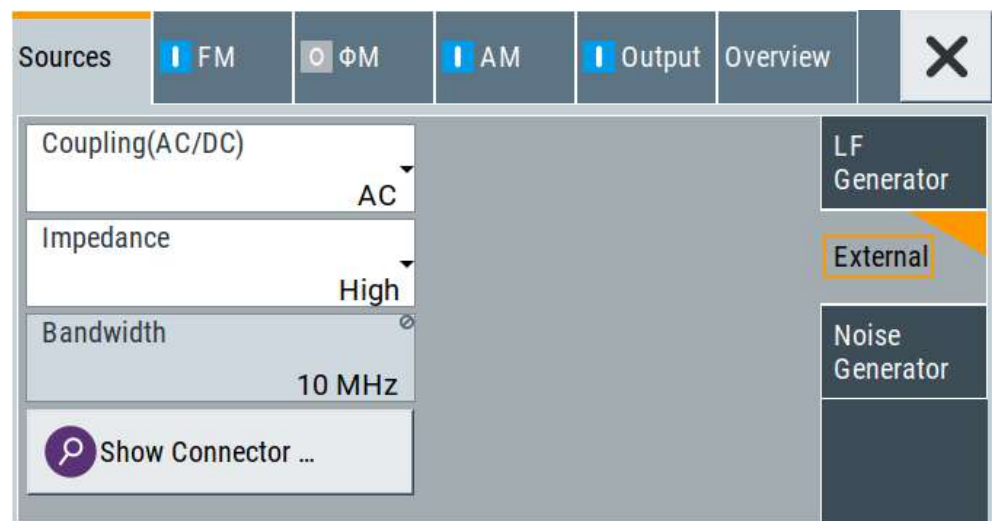 Sources
I FM
O ΦM
I AM
I Output
Overview
Coupling(AC/DC)
AC
Impedance
High
Bandwidth
10 MHz
Show Connector ...
LF
Generator
External
Noise
Generator